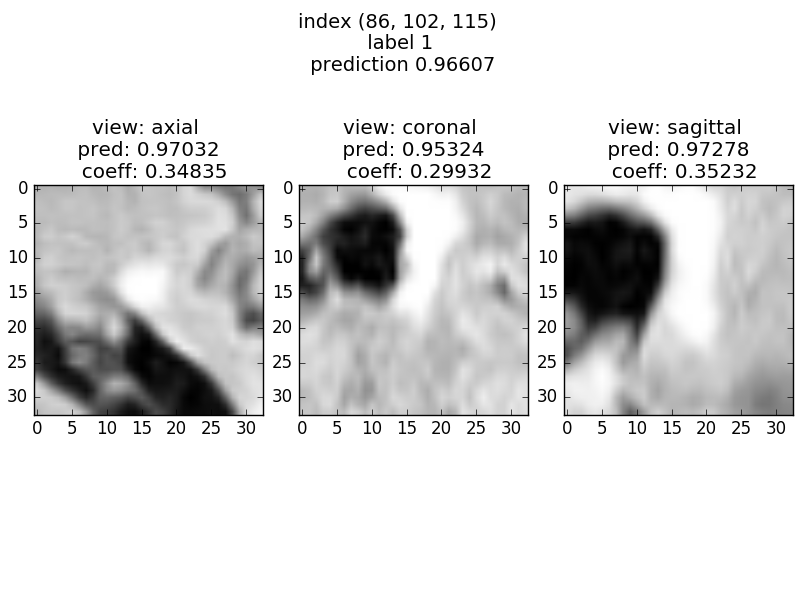 index (86, 102, 115)
label 1
prediction 0.96607
view: axial
pred: 0.97032
coeff: 0.34835
view: coronal
pred: 0.95324
coeff: 0.29932
view: sagittal
pred: 0.97278
coeff: 0.35232
0
5
10
15
20
25
30
0 5 10 15 20 25 30
0
5
10
15
20
25
30
0 5 10 15 20 25 30
0
5
10
15
20
25
30
0 5 10 15 20 25 30